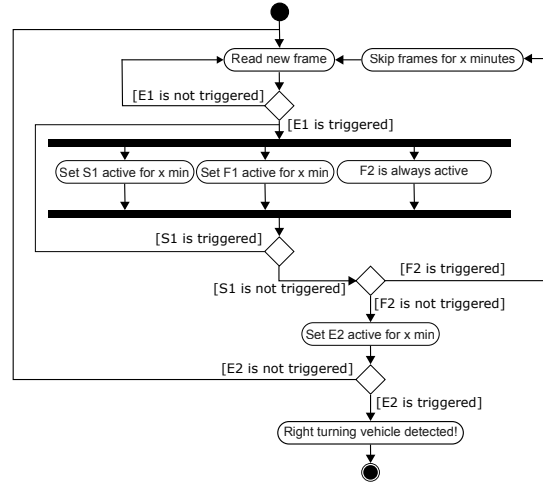 Read new frame
Skip frames for x minutes
[E1 is not triggered]
[E1 is triggered]
Set S1 active for x min
Set F1 active for x min
F2 is always active
[S1 is triggered]
[F2 is triggered]
[S1 is not triggered]
[F2 is not triggered]
Set E2 active for x min
[E2 is not triggered]
[E2 is triggered]
Right turning vehicle detected!